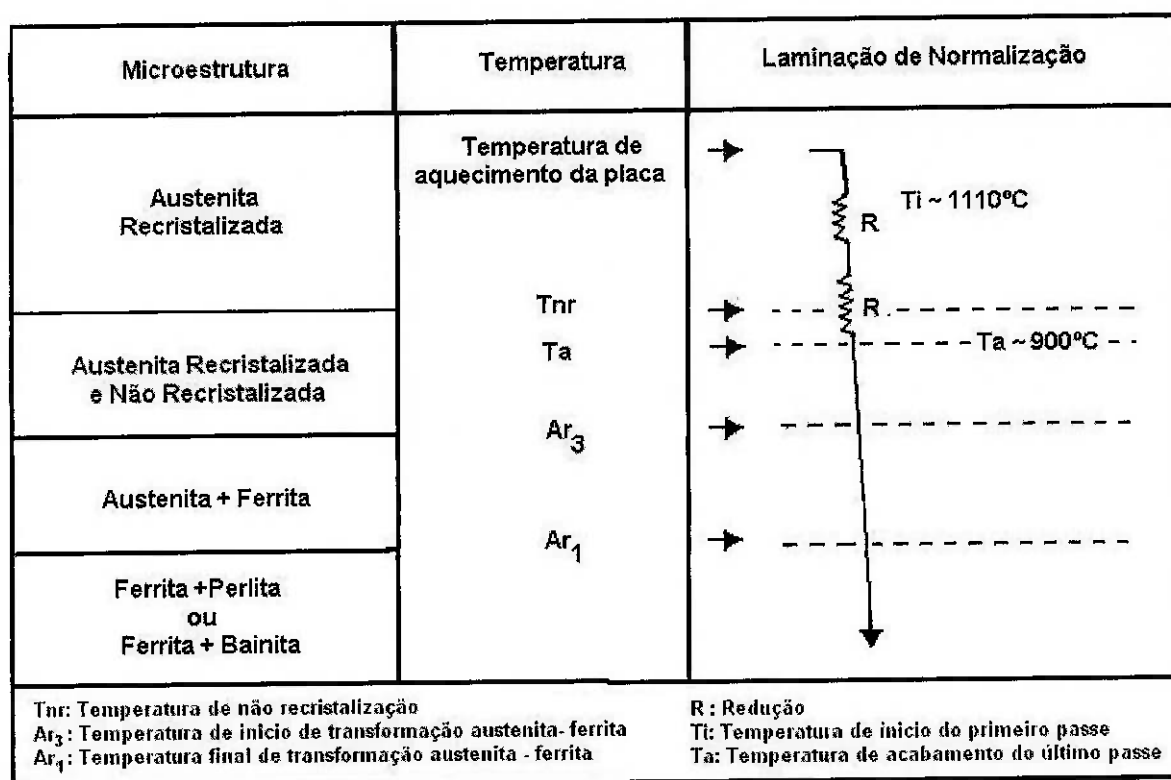 Microestrutura
Temperatura
Laminação de Normalização
Austenita
Recristalizada
Temperatura de
aquecimento da placa
Ti ~ 1110ºC
R
Tnr
R
Austenita Recristalizada
e Não Recristalizada
Ta
Ta ~900ºC
Ar3
Austenita + Ferrita
Ar1
Ferrita +Perlita
ou
Ferrita + Bainita
Tnr: Temperatura de não recristalização
Ar3: Temperatura de inicio de transformação austenita- ferrita
Ar1: Temperatura final de transformação austenita - ferrita
R : Redução
Ti: Temperatura de inicio do primeiro passe
Ta: Temperatura de acabamento do último passe